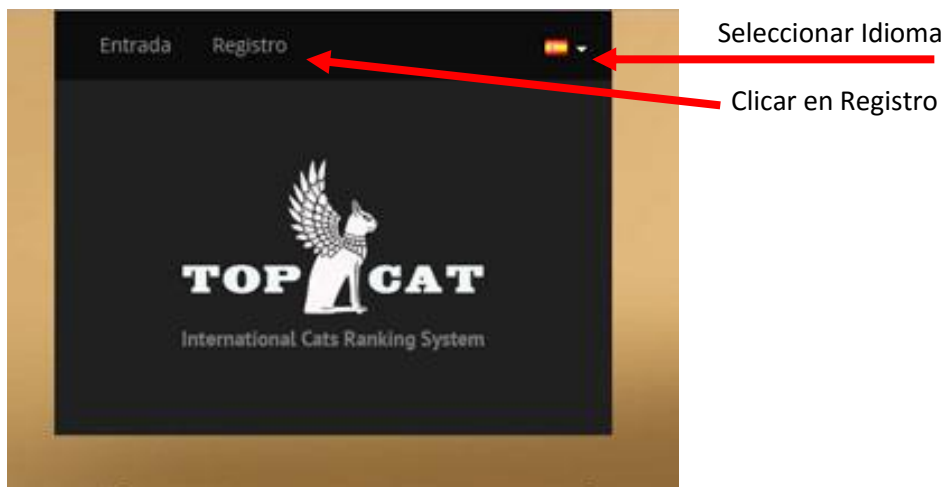 Entrada Registro
Seleccionar Idioma
Clicar en Registro
TOP CAT
International Cats Ranking System